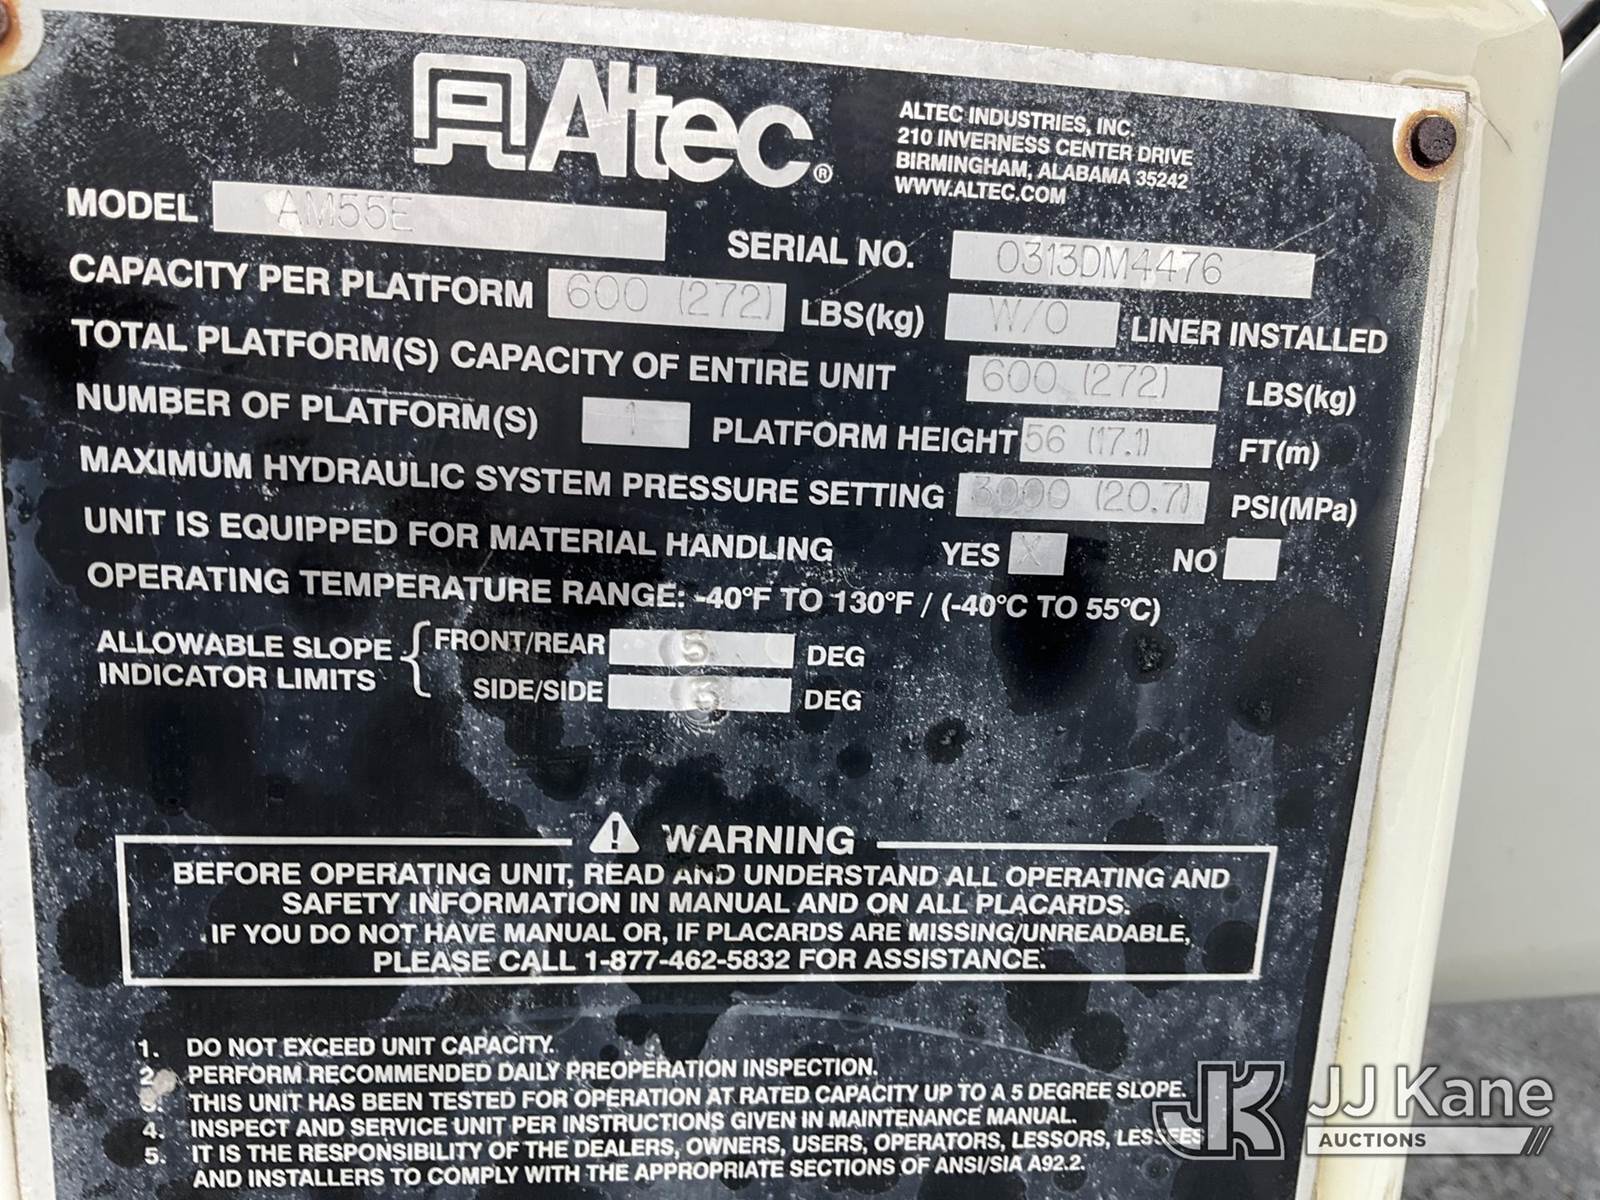 Altec®
ALTEC INDUSTRIES, INC.
210 INVERNESS CENTER DRIVE
BIRMINGHAM, ALABAMA 35242
WWW.ALTEC.COM
MODEL AM55E
SERIAL NO. 0313DM4476
CAPACITY PER PLATFORM 600 (272) LBS(kg) W/O LINER INSTALLED
TOTAL PLATFORM(S) CAPACITY OF ENTIRE UNIT 600 (272) LBS(kg)
NUMBER OF PLATFORM(S) 1 PLATFORM HEIGHT 56 (17.1) FT(m)
MAXIMUM HYDRAULIC SYSTEM PRESSURE SETTING 3000 (20.7) PSI(MPa)
UNIT IS EQUIPPED FOR MATERIAL HANDLING YES X NO
OPERATING TEMPERATURE RANGE: -40°F TO 130°F / (-40°C TO 55°C)
ALLOWABLE SLOPE INDICATOR LIMITS
FRONT/REAR 5 DEG
SIDE/SIDE 5 DEG
WARNING
BEFORE OPERATING UNIT, READ AND UNDERSTAND ALL OPERATING AND
SAFETY INFORMATION IN MANUAL AND ON ALL PLACARDS.
IF YOU DO NOT HAVE MANUAL OR, IF PLACARDS ARE MISSING/UNREADABLE,
PLEASE CALL 1-877-462-5832 FOR ASSISTANCE.
1. DO NOT EXCEED UNIT CAPACITY.
2. PERFORM RECOMMENDED DAILY PREOPERATION INSPECTION.
3. THIS UNIT HAS BEEN TESTED FOR OPERATION AT RATED CAPACITY UP TO A 5 DEGREE SLOPE.
4. INSPECT AND SERVICE UNIT PER INSTRUCTIONS GIVEN IN MAINTENANCE MANUAL.
5. IT IS THE RESPONSIBILITY OF THE DEALERS, OWNERS, USERS, OPERATORS, LESSORS, LESSEES
AND INSTALLERS TO COMPLY WITH THE APPROPRIATE SECTIONS OF ANSI/SIA A92.2.
JK JJ Kane
AUCTIONS